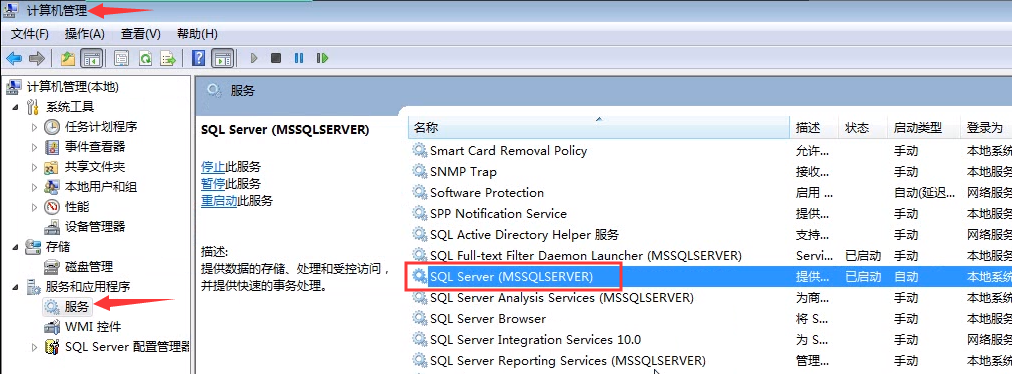 计算机管理
文件(F) 操作(A) 查看(V) 帮助(H)
计算机管理(本地)
系统工具
任务计划程序
事件查看器
共享文件夹
本地用户和组
性能
设备管理器
存储
磁盘管理
服务和应用程序
服务
WMI 控件
SQL Server 配置管理器
服务
SQL Server (MSSQLSERVER)
停止此服务
暂停此服务
重启动此服务
描述:
提供数据的存储、处理和受控访问，
并提供快速的事务处理。
名称 描述 状态 启动类型 登录为
Smart Card Removal Policy 允许... 手动 本地系统
SNMP Trap 接收... 手动 本地服务
Software Protection 启用 ... 自动(延迟... 网络服务
SPP Notification Service 提供... 手动 本地服务
SQL Active Directory Helper 服务 支持... 手动 网络服务
SQL Full-text Filter Daemon Launcher (MSSQLSERVER) Servi... 已启动 手动 本地服务
SQL Server (MSSQLSERVER) 提供... 已启动 自动 本地系统
SQL Server Analysis Services (MSSQLSERVER) 为商... 手动 本地系统
SQL Server Browser 将 S... 手动 本地服务
SQL Server Integration Services 10.0 为 S... 手动 网络服务
SQL Server Reporting Services (MSSQLSERVER) 管理... 手动 本地系统